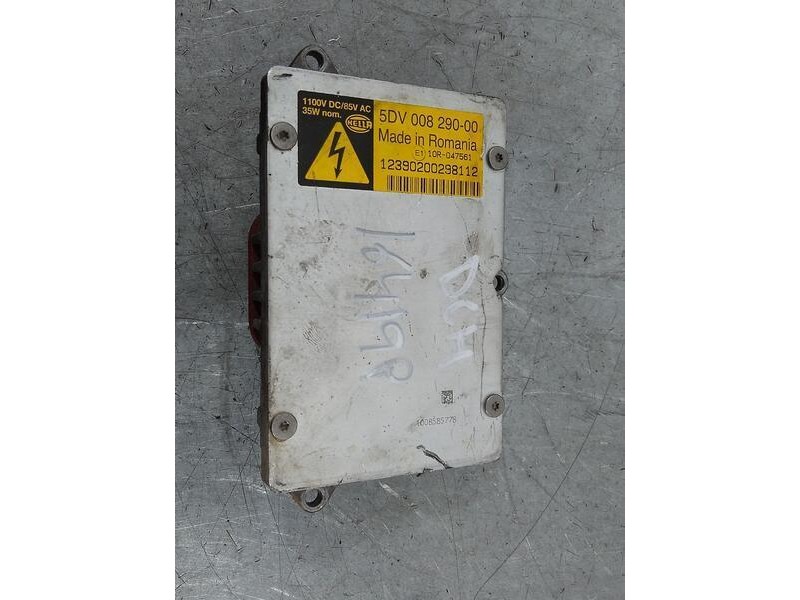 1100V DC/85V AC
35W nom.
HELLA
5DV 008 290-00
Made in Romania
E1 10R-047561
12390200298112
DCH
1008585778